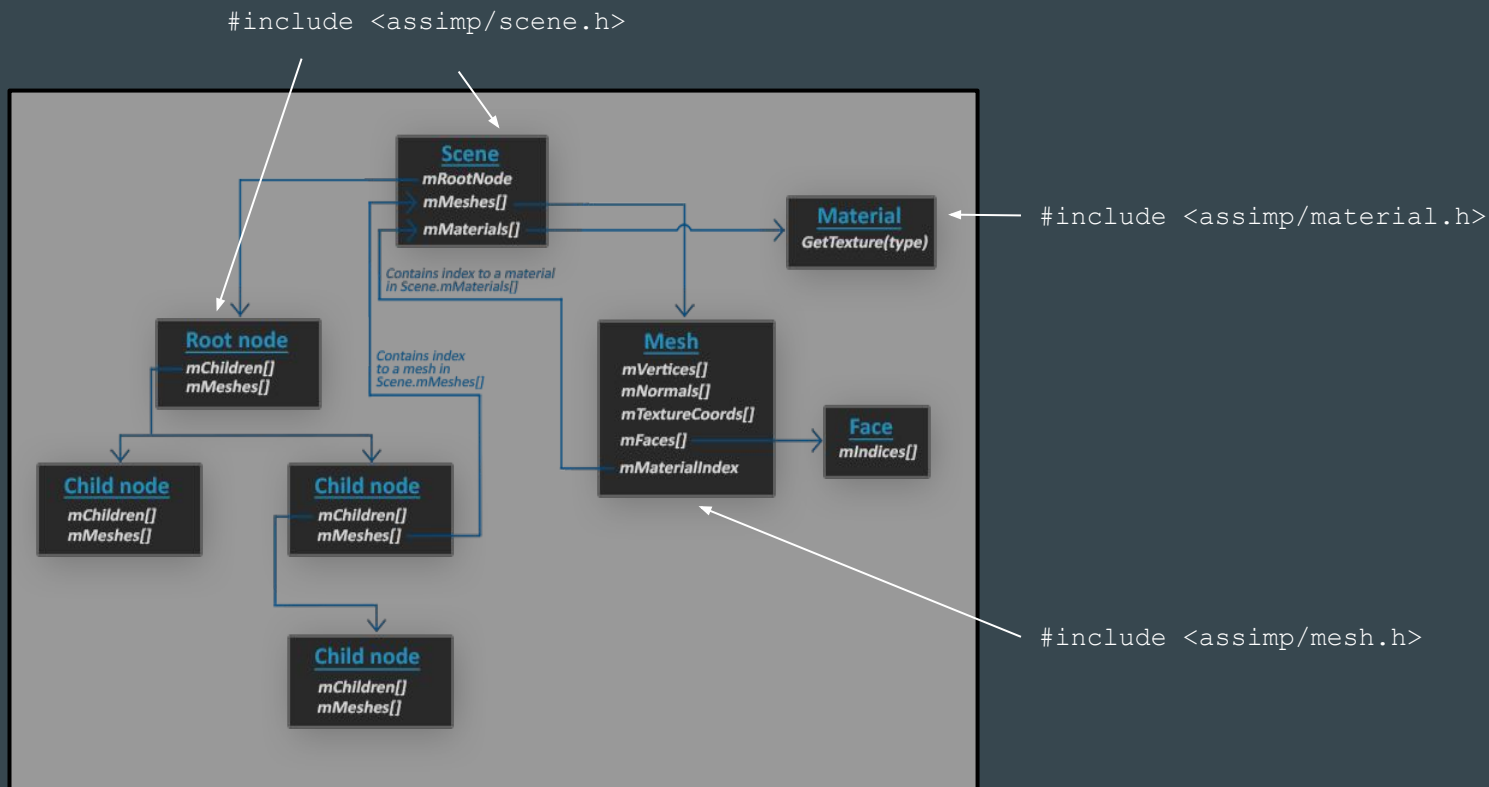 #include <assimp/scene.h>
Scene
mRootNode
mMeshes[]
mMaterials[]
Material
GetTexture(type)
#include <assimp/material.h>
Contains index to a material
in Scene.mMaterials[]
Root node
mChildren[]
mMeshes[]
Contains index
to a mesh in
Scene.mMeshes[]
Mesh
mVertices[]
mNormals[]
mTextureCoords[]
mFaces[]
mMaterialIndex
Face
mIndices[]
Child node
mChildren[]
mMeshes[]
Child node
mChildren[]
mMeshes[]
Child node
mChildren[]
mMeshes[]
#include <assimp/mesh.h>